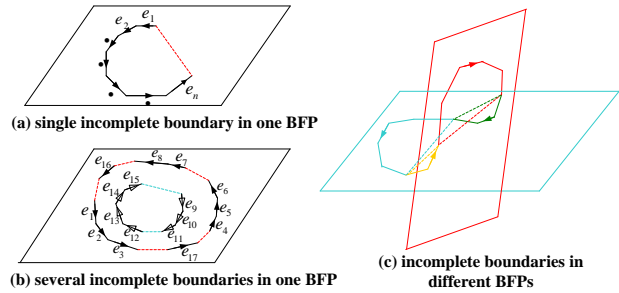 e2 e1
en
(a) single incomplete boundary in one BFP
e16 e8 e7
e15 e14 e9 e6
e1 e13 e10 e5
e2 e12 e11 e4
e3 e17
(b) several incomplete boundaries in one BFP
(c) incomplete boundaries in
different BFPs